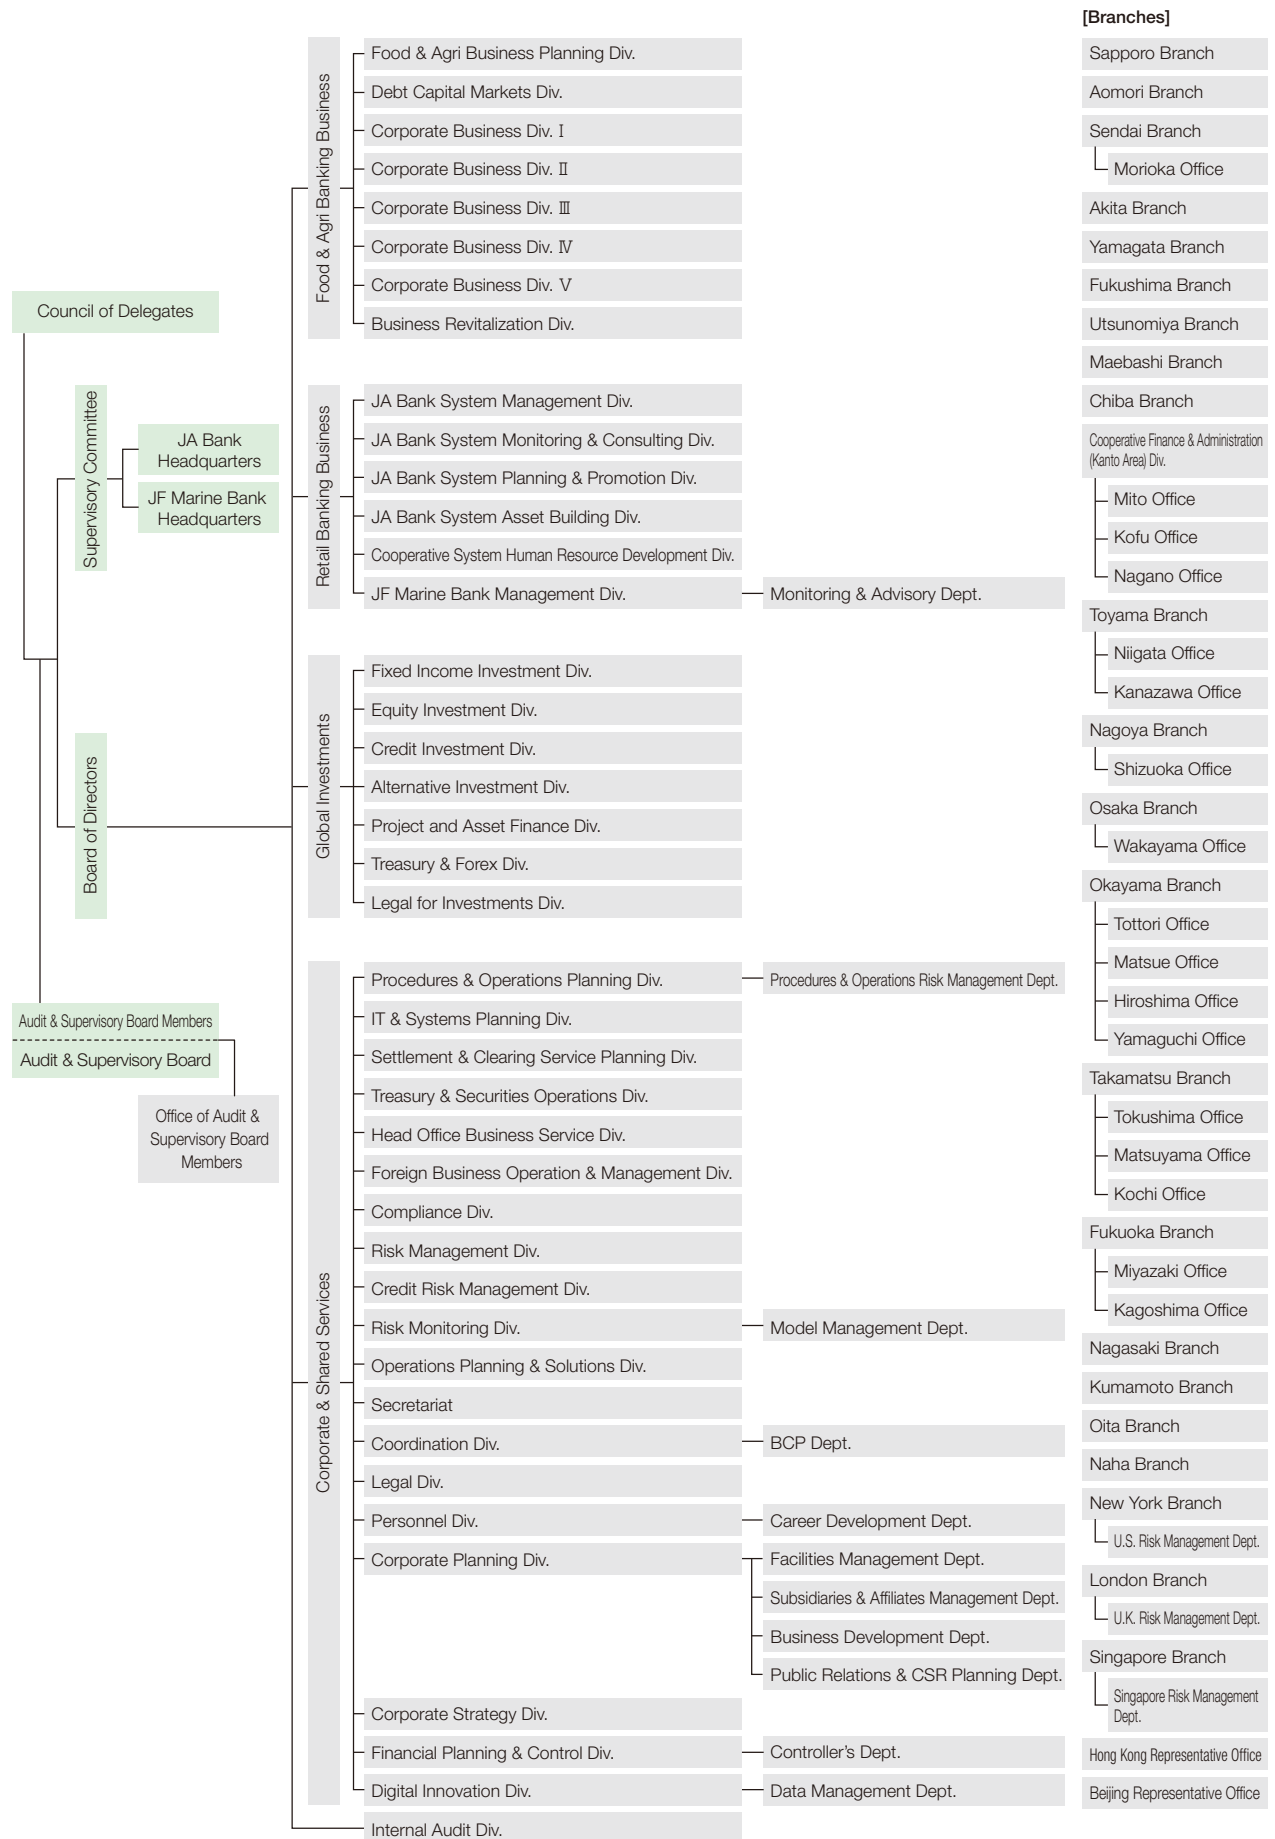 Council of Delegates
Supervisory Committee
JA Bank
Headquarters
JF Marine Bank
Headquarters
Board of Directors
Audit & Supervisory Board Members
Audit & Supervisory Board
Office of Audit &
Supervisory Board
Members
Food & Agri Banking Business
Food & Agri Business Planning Div.
Debt Capital Markets Div.
Corporate Business Div. Ⅰ
Corporate Business Div. Ⅱ
Corporate Business Div. Ⅲ
Corporate Business Div. Ⅳ
Corporate Business Div. Ⅴ
Business Revitalization Div.
Retail Banking Business
JA Bank System Management Div.
JA Bank System Monitoring & Consulting Div.
JA Bank System Planning & Promotion Div.
JA Bank System Asset Building Div.
Cooperative System Human Resource Development Div.
JF Marine Bank Management Div.
Monitoring & Advisory Dept.
Global Investments
Fixed Income Investment Div.
Equity Investment Div.
Credit Investment Div.
Alternative Investment Div.
Project and Asset Finance Div.
Treasury & Forex Div.
Legal for Investments Div.
Corporate & Shared Services
Procedures & Operations Planning Div.
Procedures & Operations Risk Management Dept.
IT & Systems Planning Div.
Settlement & Clearing Service Planning Div.
Treasury & Securities Operations Div.
Head Office Business Service Div.
Foreign Business Operation & Management Div.
Compliance Div.
Risk Management Div.
Credit Risk Management Div.
Risk Monitoring Div.
Model Management Dept.
Operations Planning & Solutions Div.
Secretariat
Coordination Div.
BCP Dept.
Legal Div.
Personnel Div.
Career Development Dept.
Corporate Planning Div.
Facilities Management Dept.
Subsidiaries & Affiliates Management Dept.
Business Development Dept.
Public Relations & CSR Planning Dept.
Corporate Strategy Div.
Financial Planning & Control Div.
Controller's Dept.
Digital Innovation Div.
Data Management Dept.
Internal Audit Div.
[Branches]
Sapporo Branch
Aomori Branch
Sendai Branch
Morioka Office
Akita Branch
Yamagata Branch
Fukushima Branch
Utsunomiya Branch
Maebashi Branch
Chiba Branch
Cooperative Finance & Administration
(Kanto Area) Div.
Mito Office
Kofu Office
Nagano Office
Toyama Branch
Niigata Office
Kanazawa Office
Nagoya Branch
Shizuoka Office
Osaka Branch
Wakayama Office
Okayama Branch
Tottori Office
Matsue Office
Hiroshima Office
Yamaguchi Office
Takamatsu Branch
Tokushima Office
Matsuyama Office
Kochi Office
Fukuoka Branch
Miyazaki Office
Kagoshima Office
Nagasaki Branch
Kumamoto Branch
Oita Branch
Naha Branch
New York Branch
U.S. Risk Management Dept.
London Branch
U.K. Risk Management Dept.
Singapore Branch
Singapore Risk Management
Dept.
Hong Kong Representative Office
Beijing Representative Office